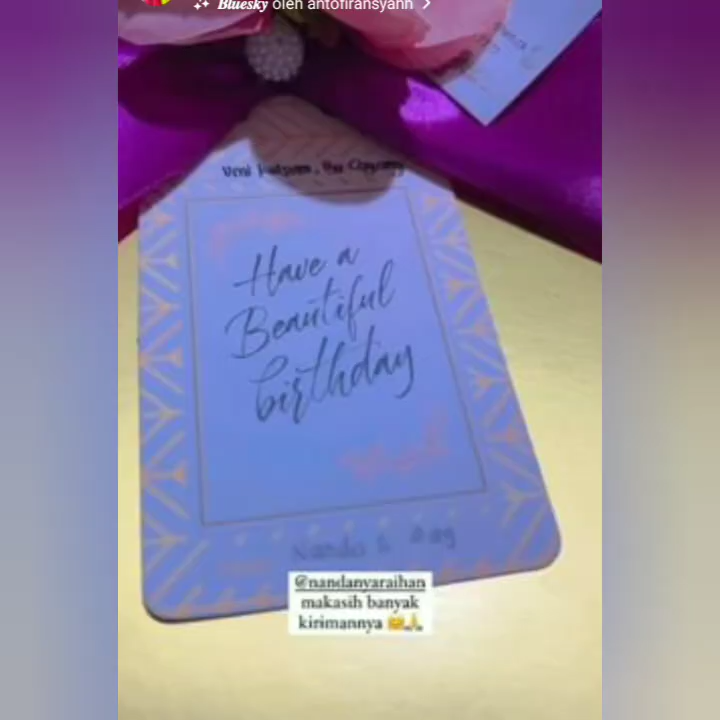 Bluesky oleh antofiransyahh
Have a
Beautiful
birthday
@nandanyaraihan
makasih banyak
kirimannya 😊🙏